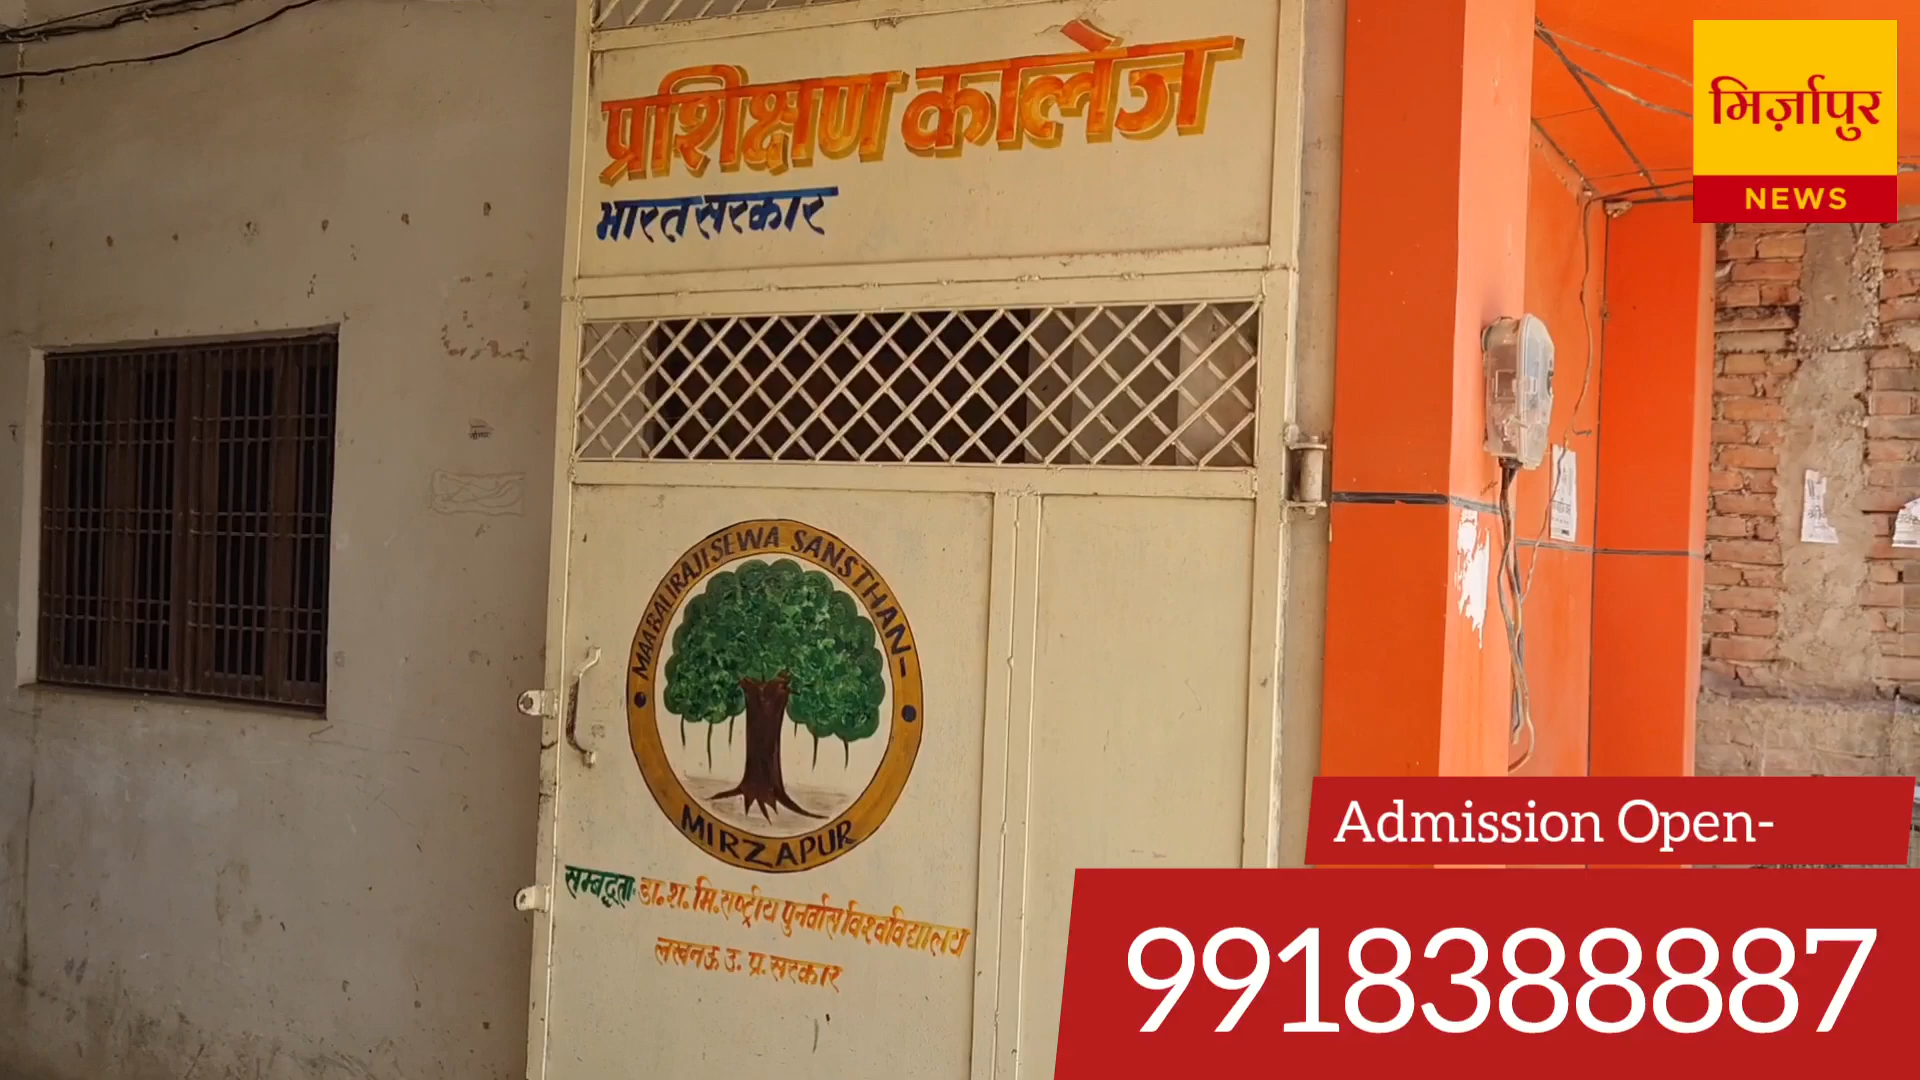 प्रशिक्षण कालेज
भारत सरकार
मिर्ज़ापुर
NEWS
MAA BALIRAJI SEWA SANSTHAN-
MIRZAPUR
सम्बद्धता- डा. श. मि. राष्ट्रीय पुनर्वास विश्वविद्यालय
लखनऊ उ. प्र. सरकार
Admission Open-
9918388887